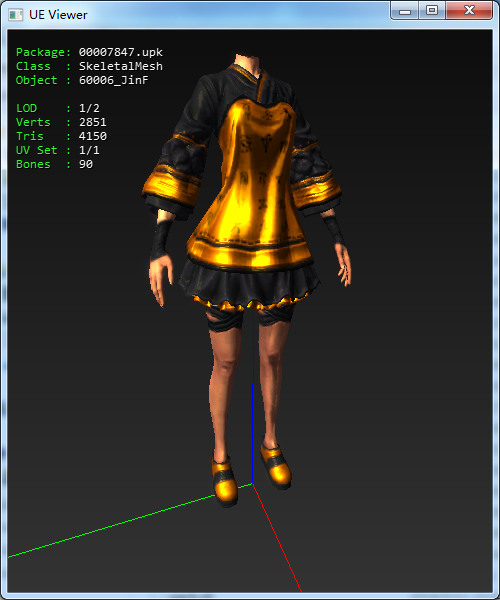 UE Viewer
Package: 00007847.upk
Class : SkeletalMesh
Object : 60006_JinF
LOD : 1/2
Verts : 2851
Tris : 4150
UV Set : 1/1
Bones : 90